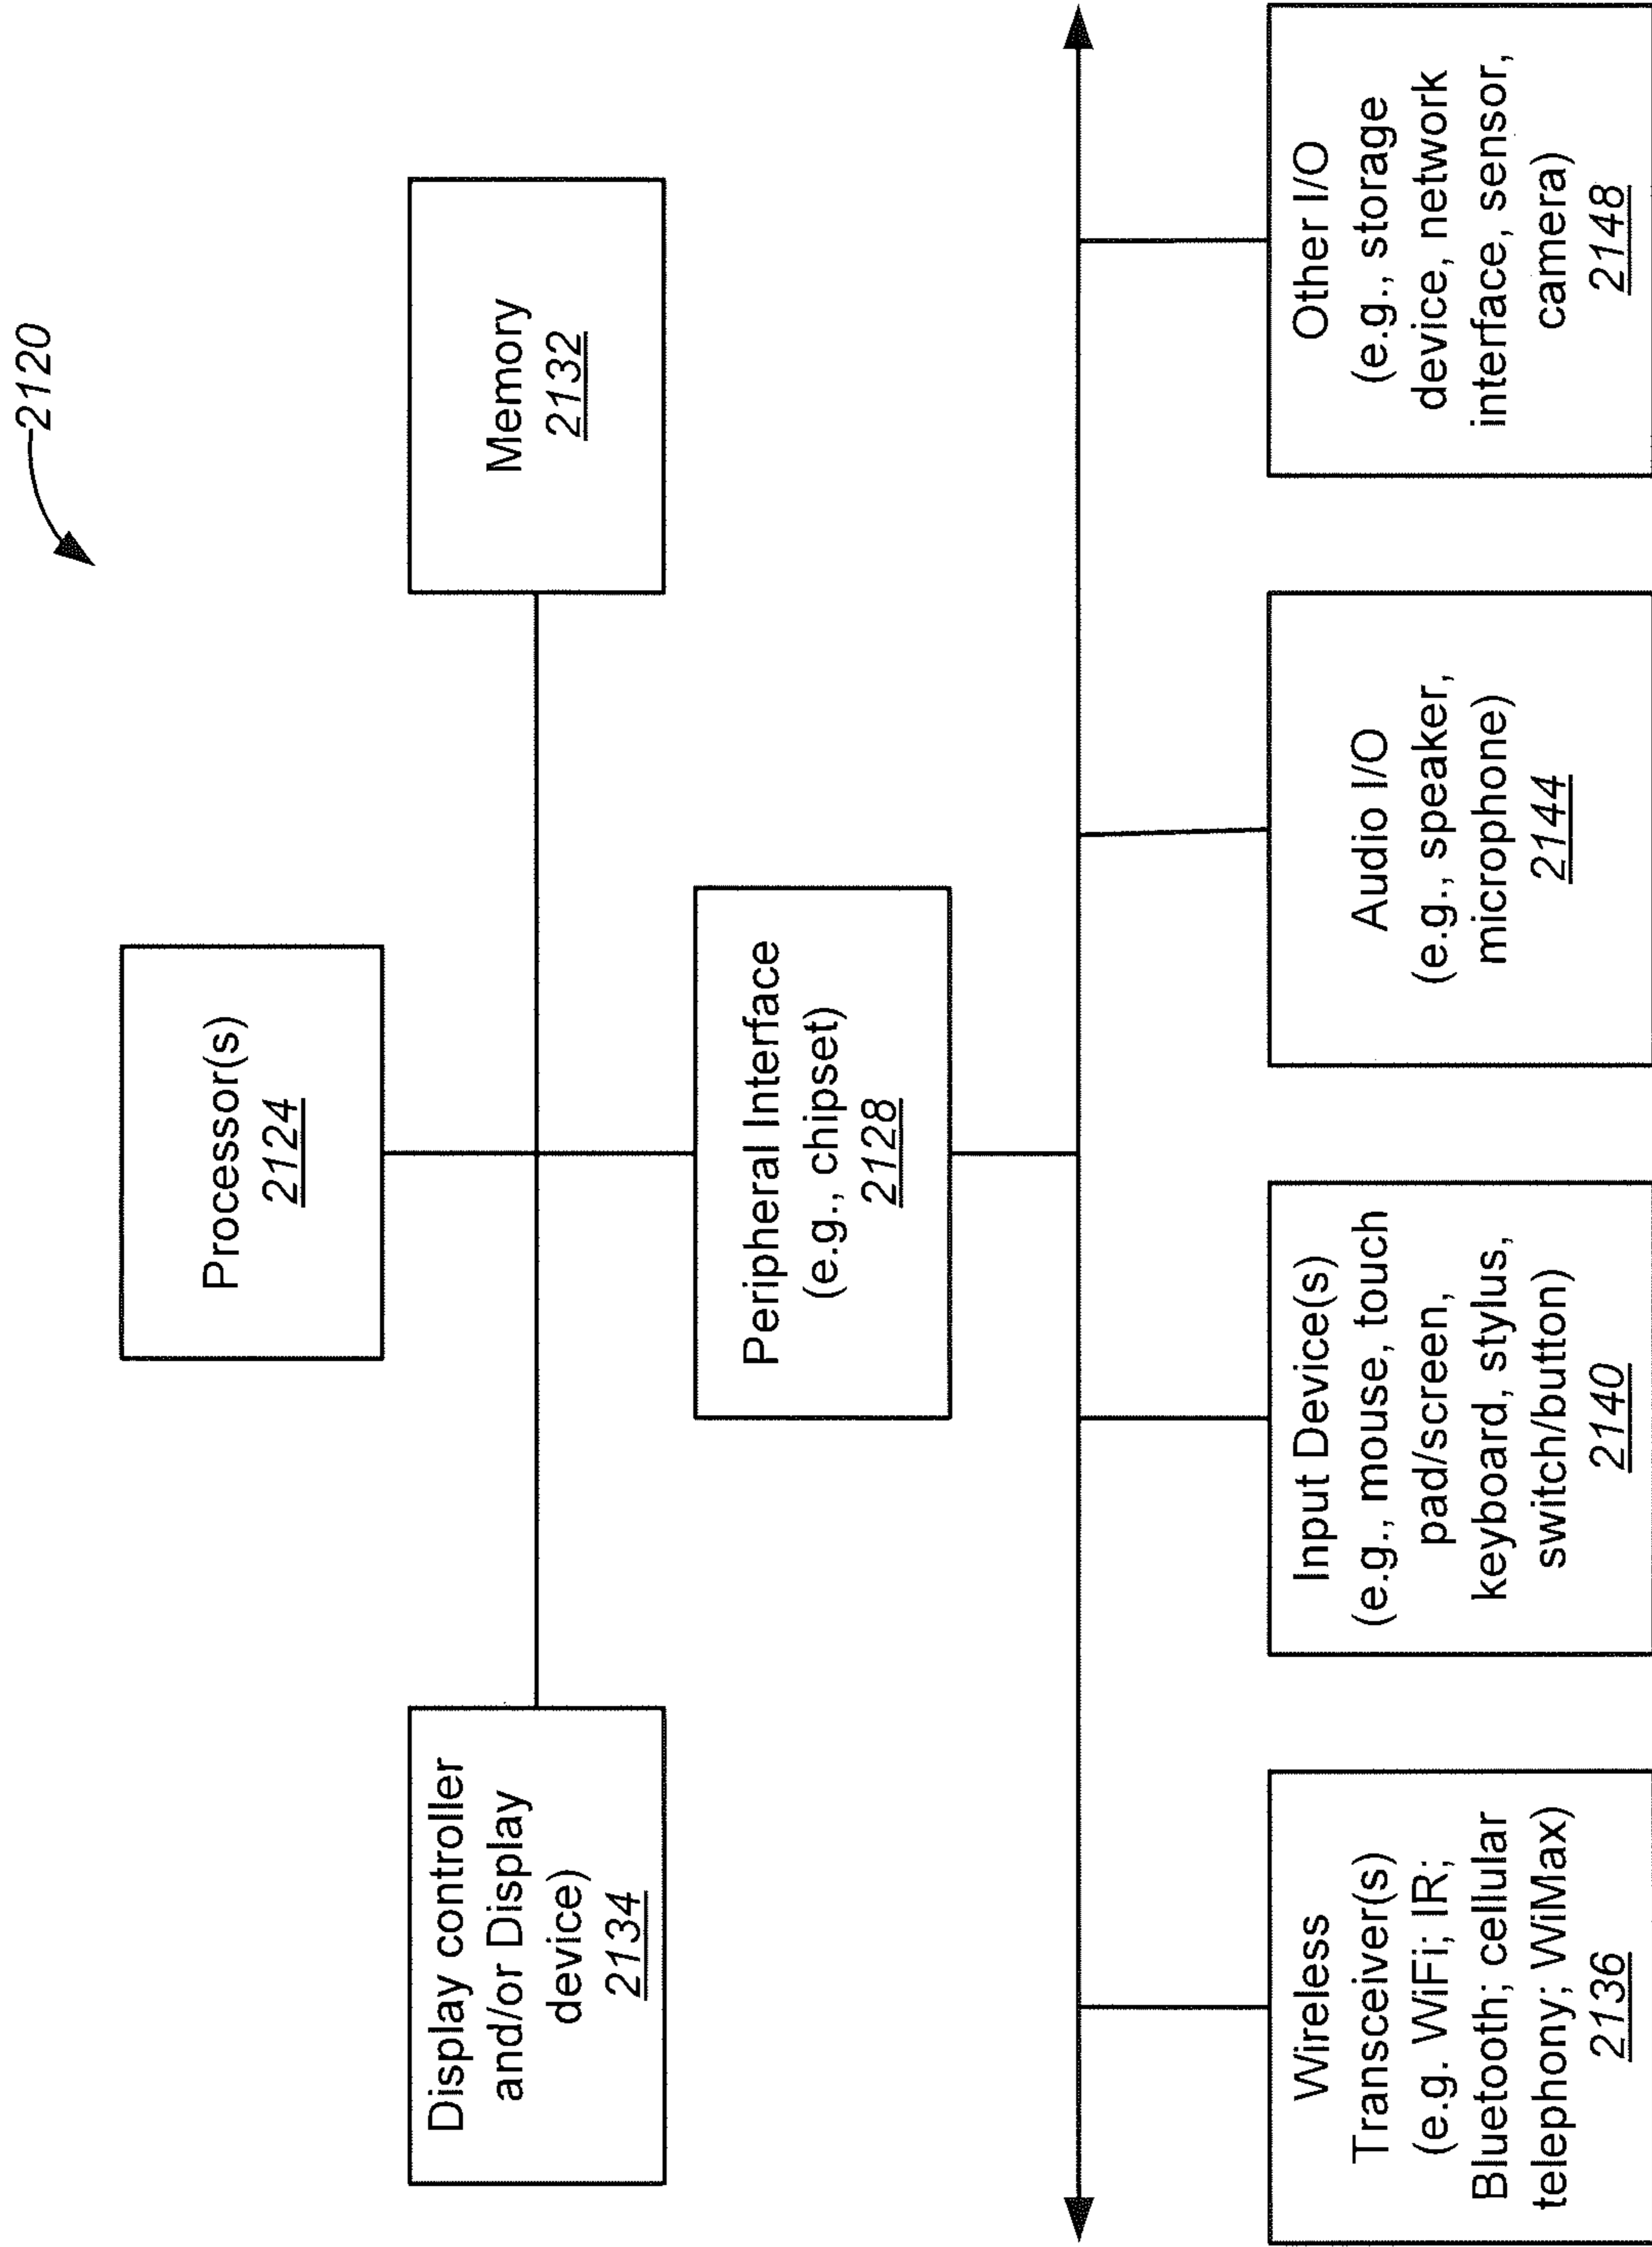 2120
Processor(s)
2124
Display controller
and/or Display
device)
2134
Memory
2132
Peripheral Interface
(e.g., chipset)
2128
Wireless
Transceiver(s)
(e.g. WiFi; IR;
Bluetooth; cellular
telephony; WiMax)
2136
Input Device(s)
(e.g., mouse, touch
pad/screen,
keyboard, stylus,
switch/button)
2140
Audio I/O
(e.g., speaker,
microphone)
2144
Other I/O
(e.g., storage
device, network
interface, sensor,
camera)
2148